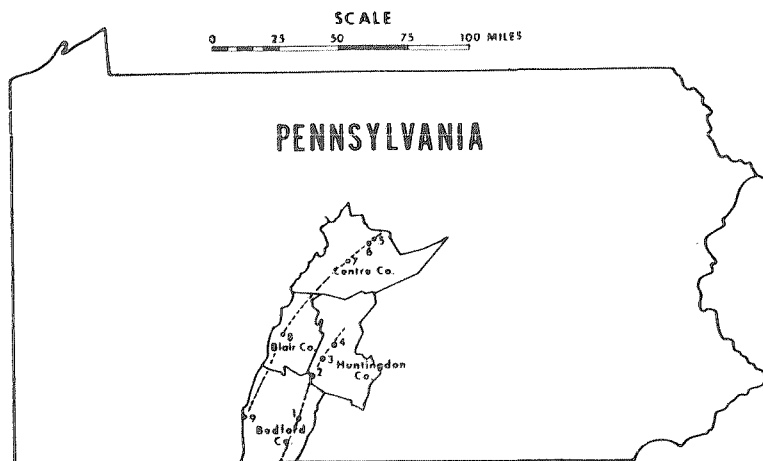 SCALE
0 25 50 75 100 MILES
PENNSYLVANIA
5
6
7
Centre Co.
8
Blair Co.
4
3
Huntingdon
Co.
2
9
1
Bedford
Co.